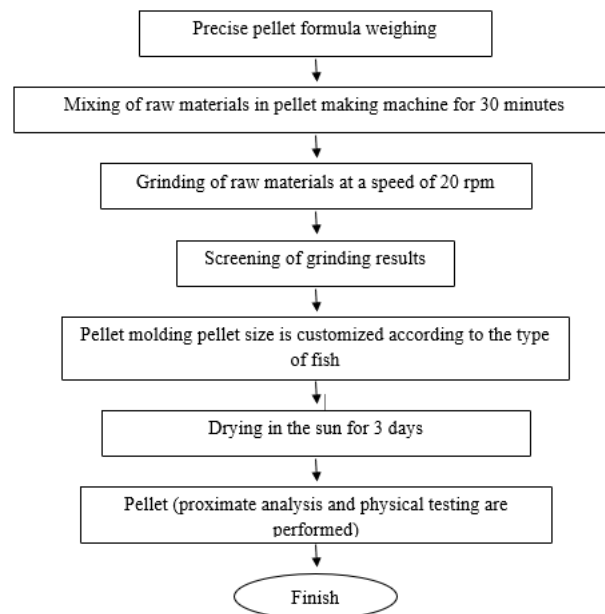 Precise pellet formula weighing
Mixing of raw materials in pellet making machine for 30 minutes
Grinding of raw materials at a speed of 20 rpm
Screening of grinding results
Pellet molding pellet size is customized according to the type
of fish
Drying in the sun for 3 days
Pellet (proximate analysis and physical testing are
performed)
Finish